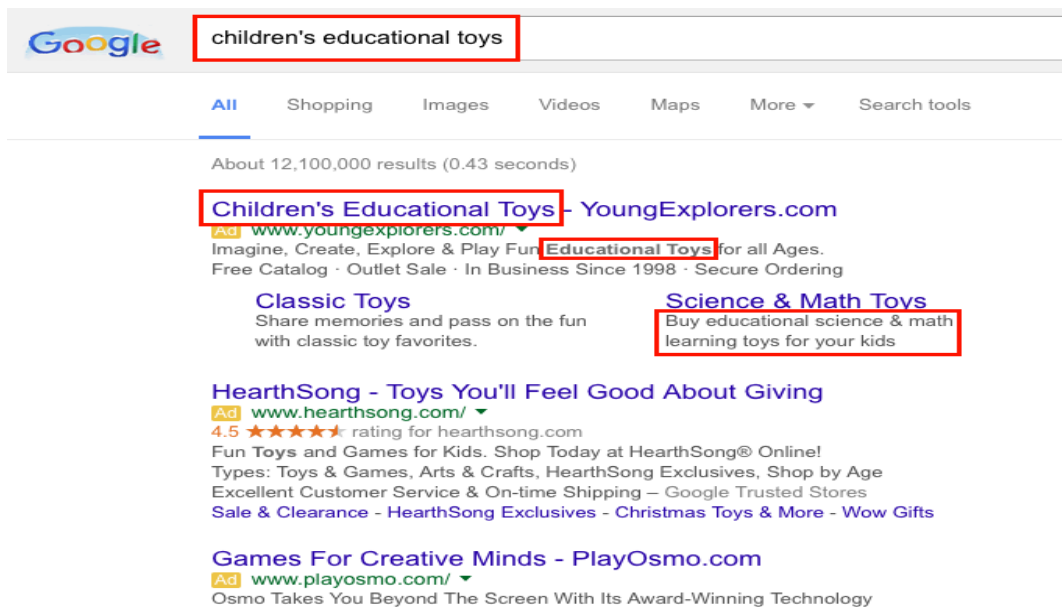 Google
children's educational toys
All Shopping Images Videos Maps More Search tools
About 12,100,000 results (0.43 seconds)
Children's Educational Toys - YoungExplorers.com
Ad www.youngexplorers.com/
Imagine, Create, Explore & Play Fun Educational Toys for all Ages.
Free Catalog · Outlet Sale · In Business Since 1998 · Secure Ordering
Classic Toys
Share memories and pass on the fun
with classic toy favorites.
Science & Math Toys
Buy educational science & math
learning toys for your kids
HearthSong - Toys You'll Feel Good About Giving
Ad www.hearthsong.com/
4.5 ★★★★★ rating for hearthsong.com
Fun Toys and Games for Kids. Shop Today at HearthSong® Online!
Types: Toys & Games, Arts & Crafts, HearthSong Exclusives, Shop by Age
Excellent Customer Service & On-time Shipping – Google Trusted Stores
Sale & Clearance - HearthSong Exclusives - Christmas Toys & More - Wow Gifts
Games For Creative Minds - PlayOsmo.com
Ad www.playosmo.com/
Osmo Takes You Beyond The Screen With Its Award-Winning Technology